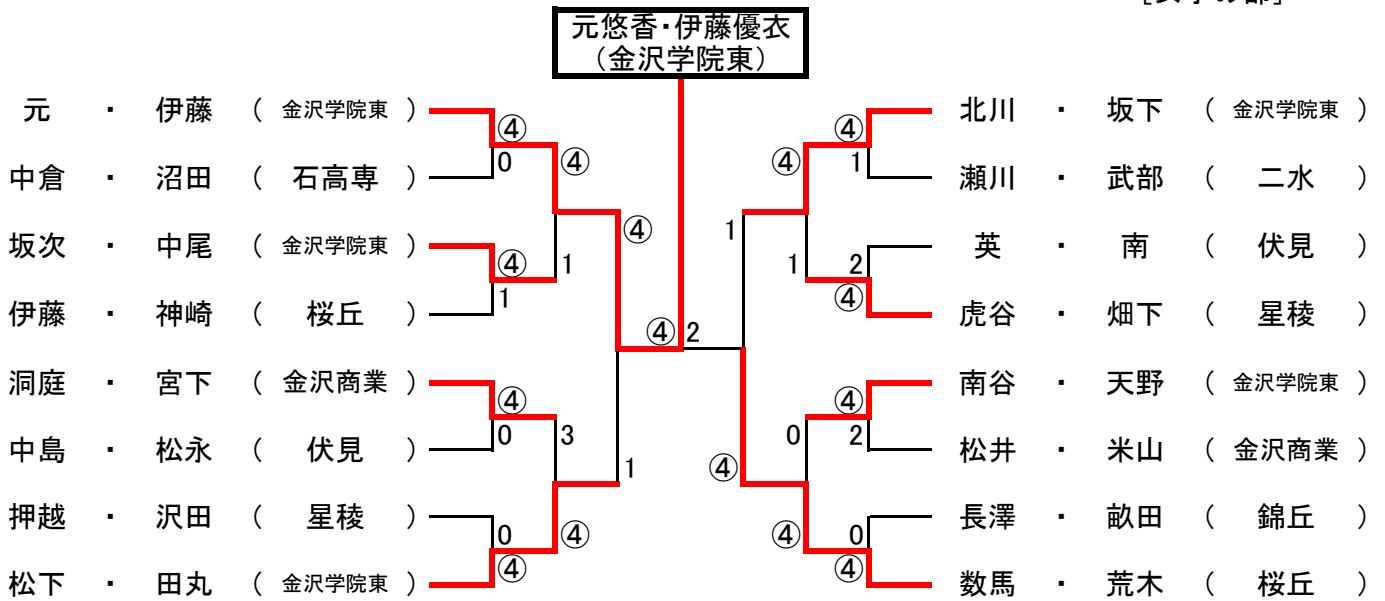 元悠香・伊藤優衣
（金沢学院東）
元 ・ 伊藤 （ 金沢学院東 ）
④
0
④
中倉 ・ 沼田 （ 石高専 ）
坂次 ・ 中尾 （ 金沢学院東 ）
④
1
1
④
伊藤 ・ 神崎 （ 桜丘 ）
④ 2
洞庭 ・ 宮下 （ 金沢商業 ）
④
0
3
1
中島 ・ 松永 （ 伏見 ）
押越 ・ 沢田 （ 星稜 ）
0
④
④
松下 ・ 田丸 （ 金沢学院東 ）
北川 ・ 坂下 （ 金沢学院東 ）
④
1
④
瀬川 ・ 武部 （ 二水 ）
英 ・ 南 （ 伏見 ）
2
④
1
1
虎谷 ・ 畑下 （ 星稜 ）
南谷 ・ 天野 （ 金沢学院東 ）
④
2
0
④
松井 ・ 米山 （ 金沢商業 ）
長澤 ・ 畝田 （ 錦丘 ）
0
④
④
数馬 ・ 荒木 （ 桜丘 ）